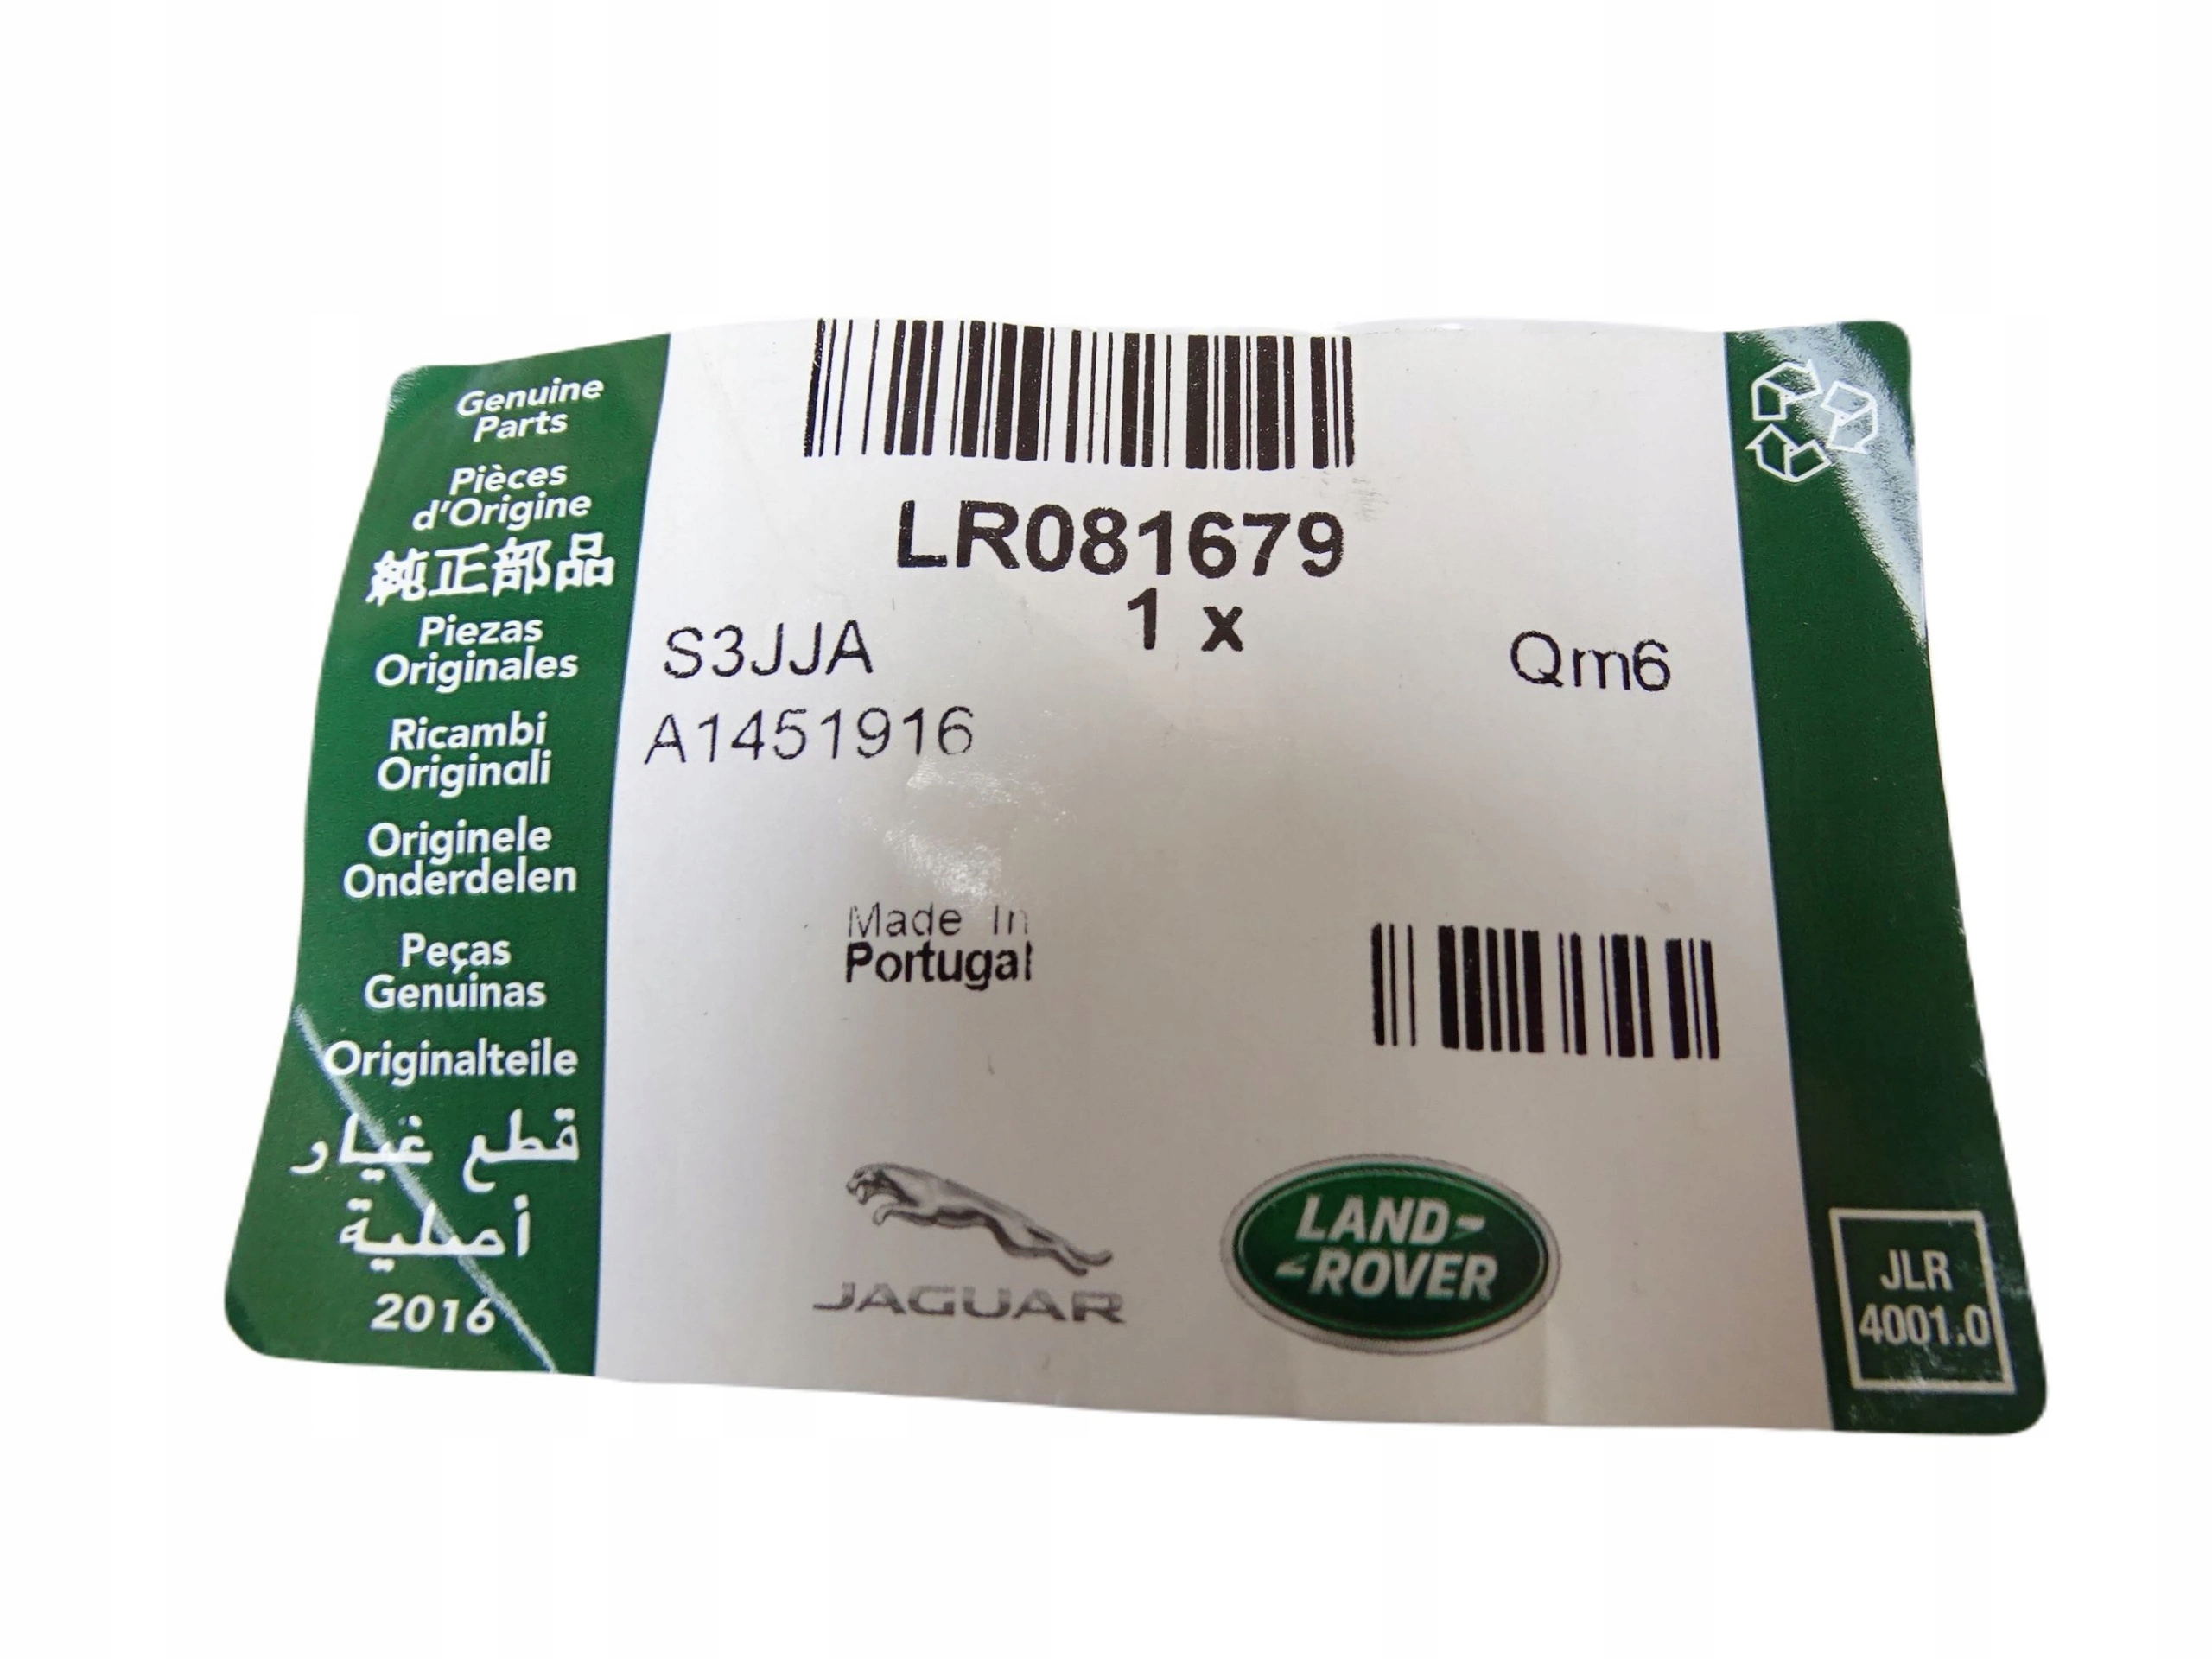 Genuine
Parts
Pièces
d'Origine
純正部品
Piezas
Originales
Ricambi
Originali
Originele
Onderdelen
Peças
Genuinas
Originalteile
قطع غيار
أصلية
2016
LR081679
1 x
S3JJA
Qm6
A1451916
Made In
Portugal
JAGUAR
LAND-
ROVER
JLR
4001.0